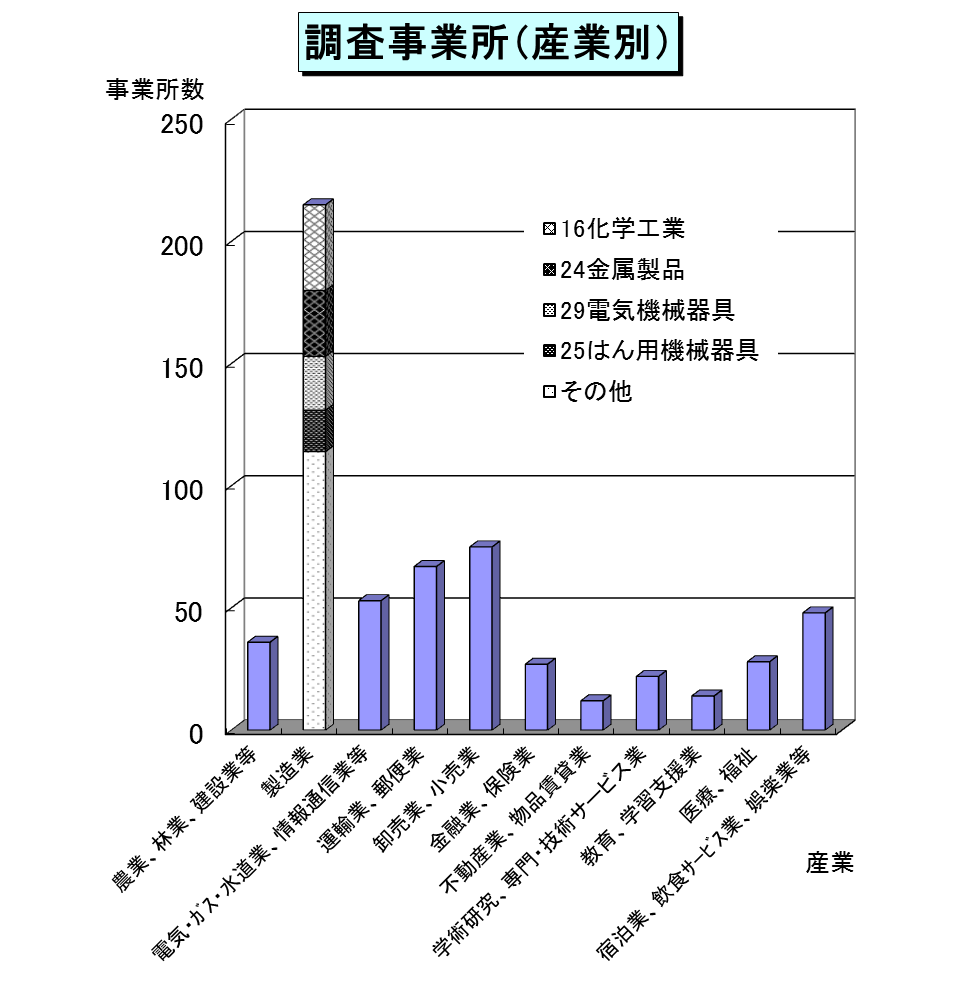 調査事業所（産業別）
事業所数
250
200
150
100
50
0
16化学工業
24金属製品
29電気機械器具
25はん用機械器具
その他
農業、林業、建設業等
製造業
電気・ｶﾞｽ・水道業、情報通信業等
運輸業、郵便業
卸売業、小売業
金融業、保険業
不動産業、物品賃貸業
学術研究、専門・技術サービス業
教育、学習支援業
医療、福祉
宿泊業、飲食ｻｰﾋﾞｽ業、娯楽業等
産業